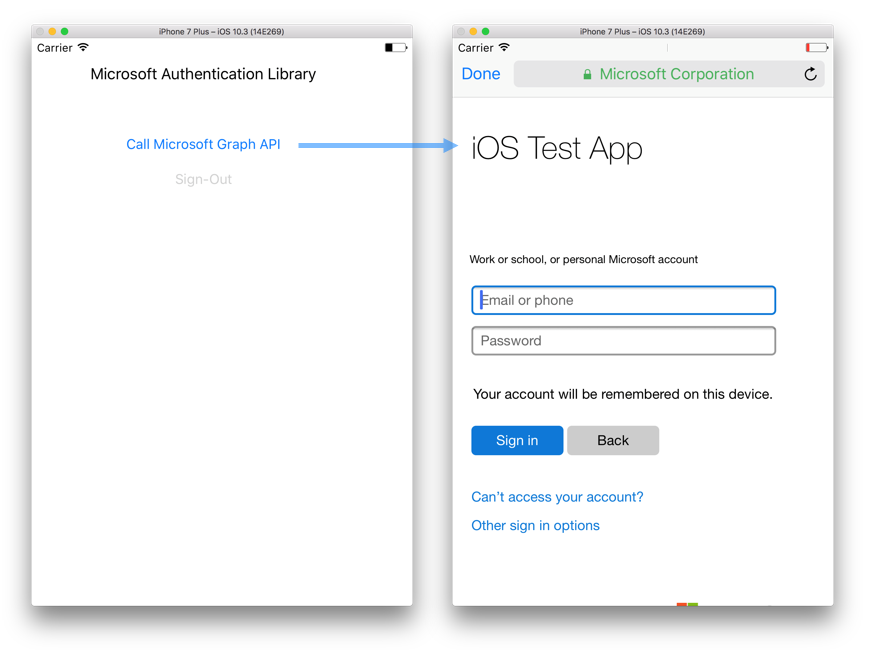 iPhone 7 Plus – iOS 10.3 (14E269)
Carrier
Microsoft Authentication Library
Call Microsoft Graph API
Sign-Out
iPhone 7 Plus – iOS 10.3 (14E269)
Carrier
Done
Microsoft Corporation
iOS Test App
Work or school, or personal Microsoft account
Email or phone
Password
Your account will be remembered on this device.
Sign in
Back
Can't access your account?
Other sign in options